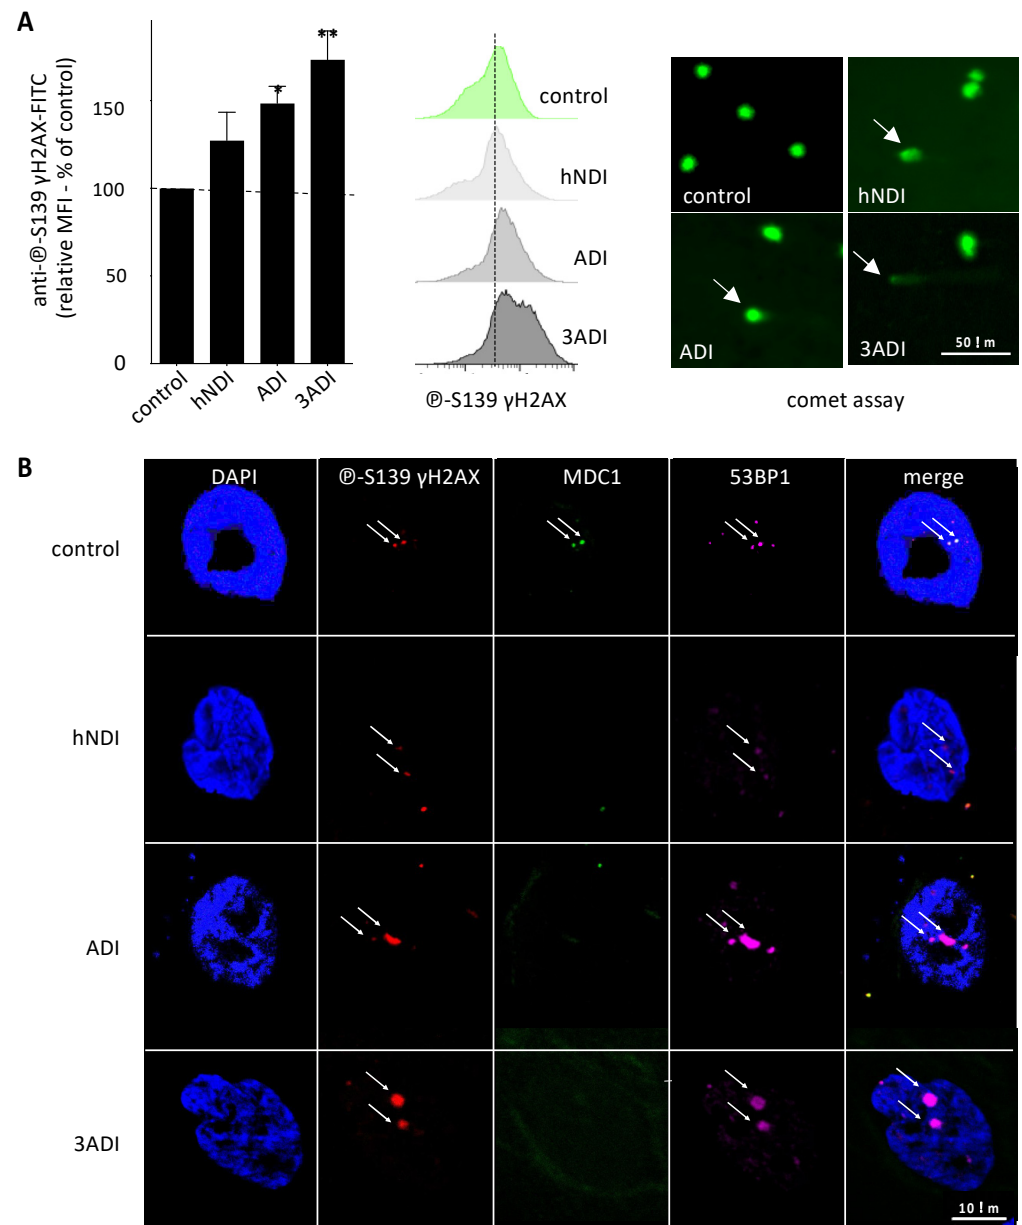 A
anti-℗-S139 γH2AX-FITC
(relative MFI - % of control)
150
100
50
0
*
**
control
hNDI
ADI
3ADI
control
hNDI
ADI
3ADI
℗-S139 γH2AX
control
hNDI
ADI
3ADI
50 ! m
comet assay
B
DAPI
℗-S139 γH2AX
MDC1
53BP1
merge
control
hNDI
ADI
3ADI
10 ! m